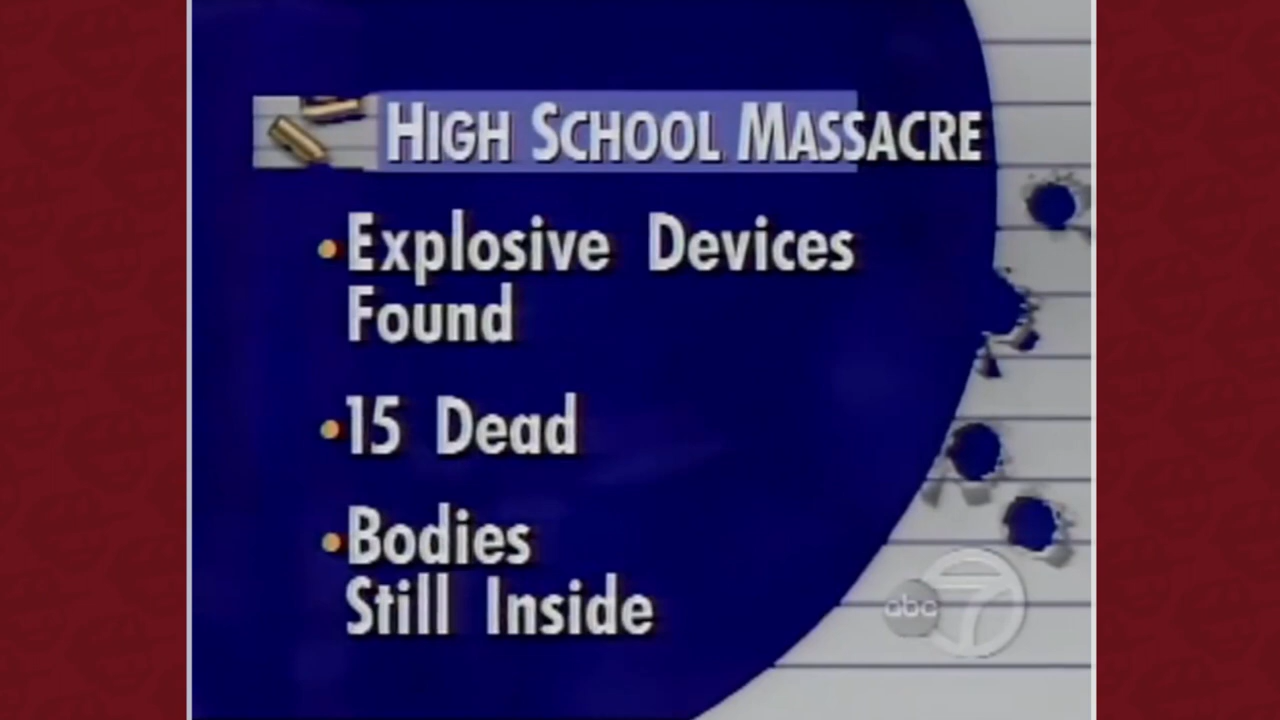 HIGH SCHOOL MASSACRE
•Explosive Devices
Found
•15 Dead
•Bodies
Still Inside
abc 7